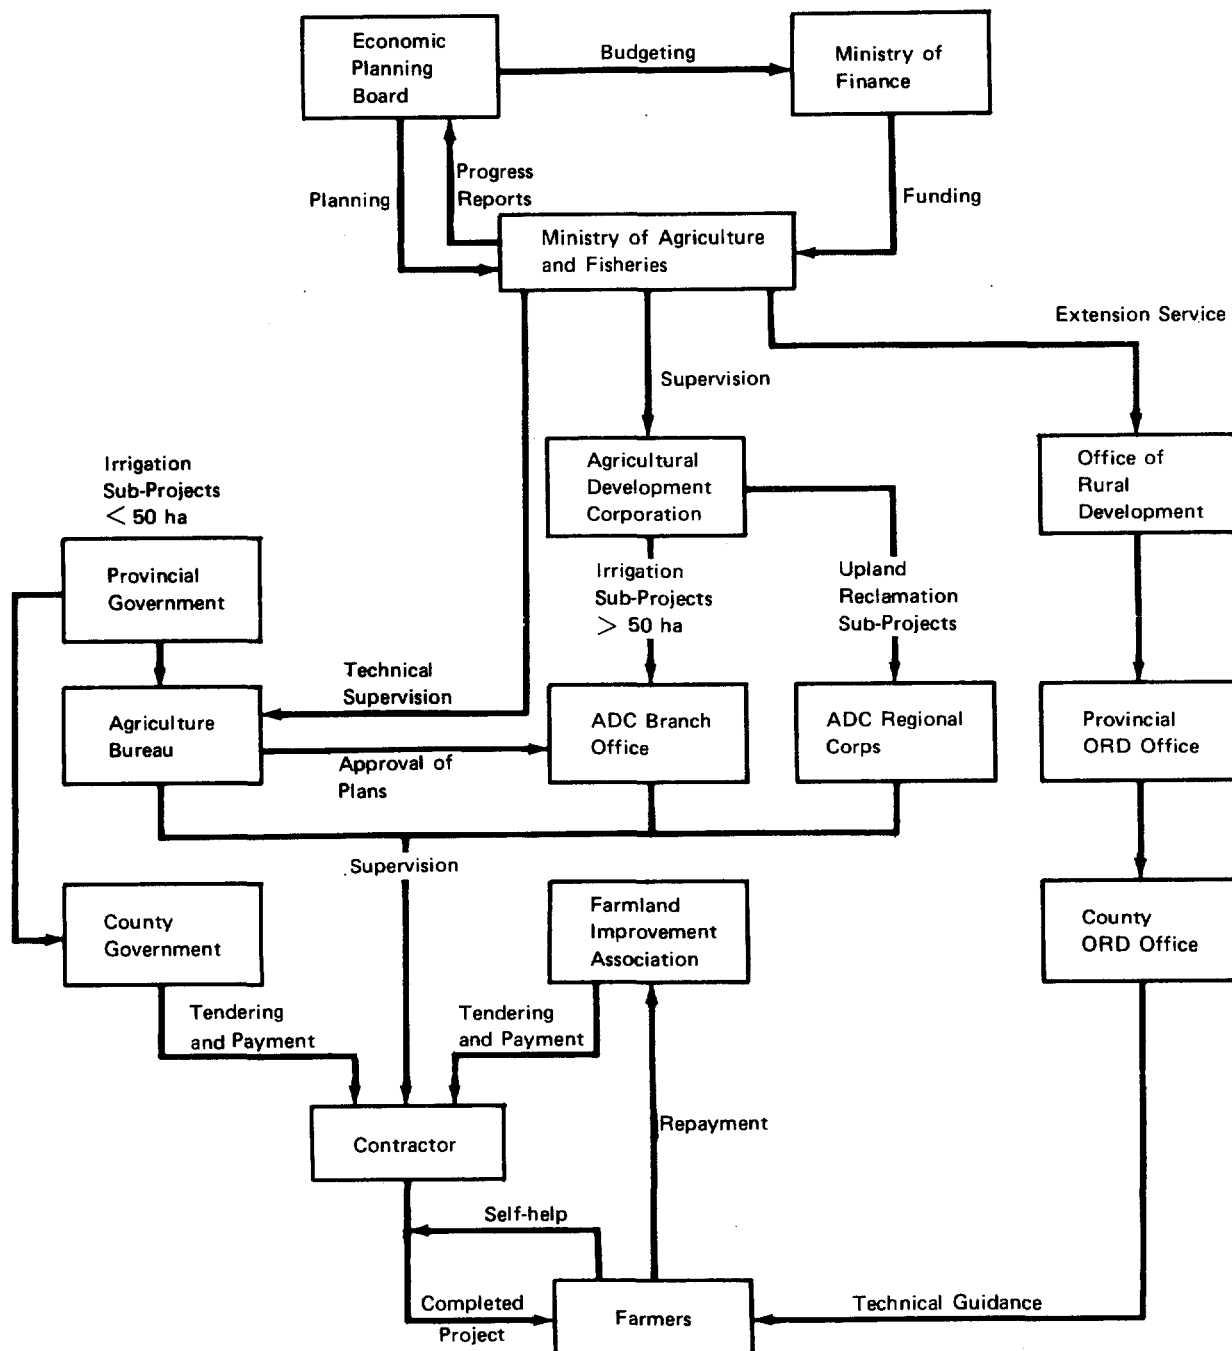 Economic
Planning
Board
Budgeting
Ministry of
Finance
Planning
Progress
Reports
Funding
Ministry of Agriculture
and Fisheries
Extension Service
Supervision
Irrigation
Sub-Projects
< 50 ha
Agricultural
Development
Corporation
Office of
Rural
Development
Provincial
Government
Irrigation
Sub-Projects
> 50 ha
Upland
Reclamation
Sub-Projects
Technical
Supervision
Agriculture
Bureau
ADC Branch
Office
ADC Regional
Corps
Provincial
ORD Office
Approval of
Plans
Supervision
County
Government
Farmland
Improvement
Association
County
ORD Office
Tendering
and Payment
Tendering
and Payment
Contractor
Repayment
Self-help
Completed
Project
Farmers
Technical Guidance